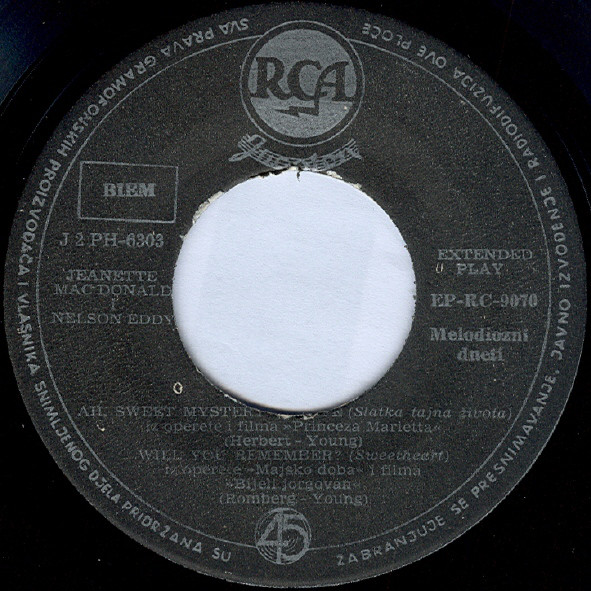 SVA PRAVA GRAMOFONSKIH PROIZVOĐAČA I VLASNIKA SNIMLJENOG DJELA PRIDRŽANA SU
ZABRANJUJE SE PRESNIMAVANJE, JAVNO IZVOĐENJE I RADIODIFUZIJA OVE PLOČE
RCA
Jugoton
BIEM
J 2 PH-6303
JEANETTE
MAC DONALD
I
NELSON EDDY
EXTENDED
PLAY
EP-RC-9070
Melodiozni
dueti
AH, SWEET MYSTERY (Slatka tajna života)
iz operete i filma »Princeza Marietta«
(Herbert - Young)
WILL YOU REMEMBER? (Sweetheart)
iz operete »Majsko doba« i filma
»Bijeli jorgovan«
(Romberg - Young)
45